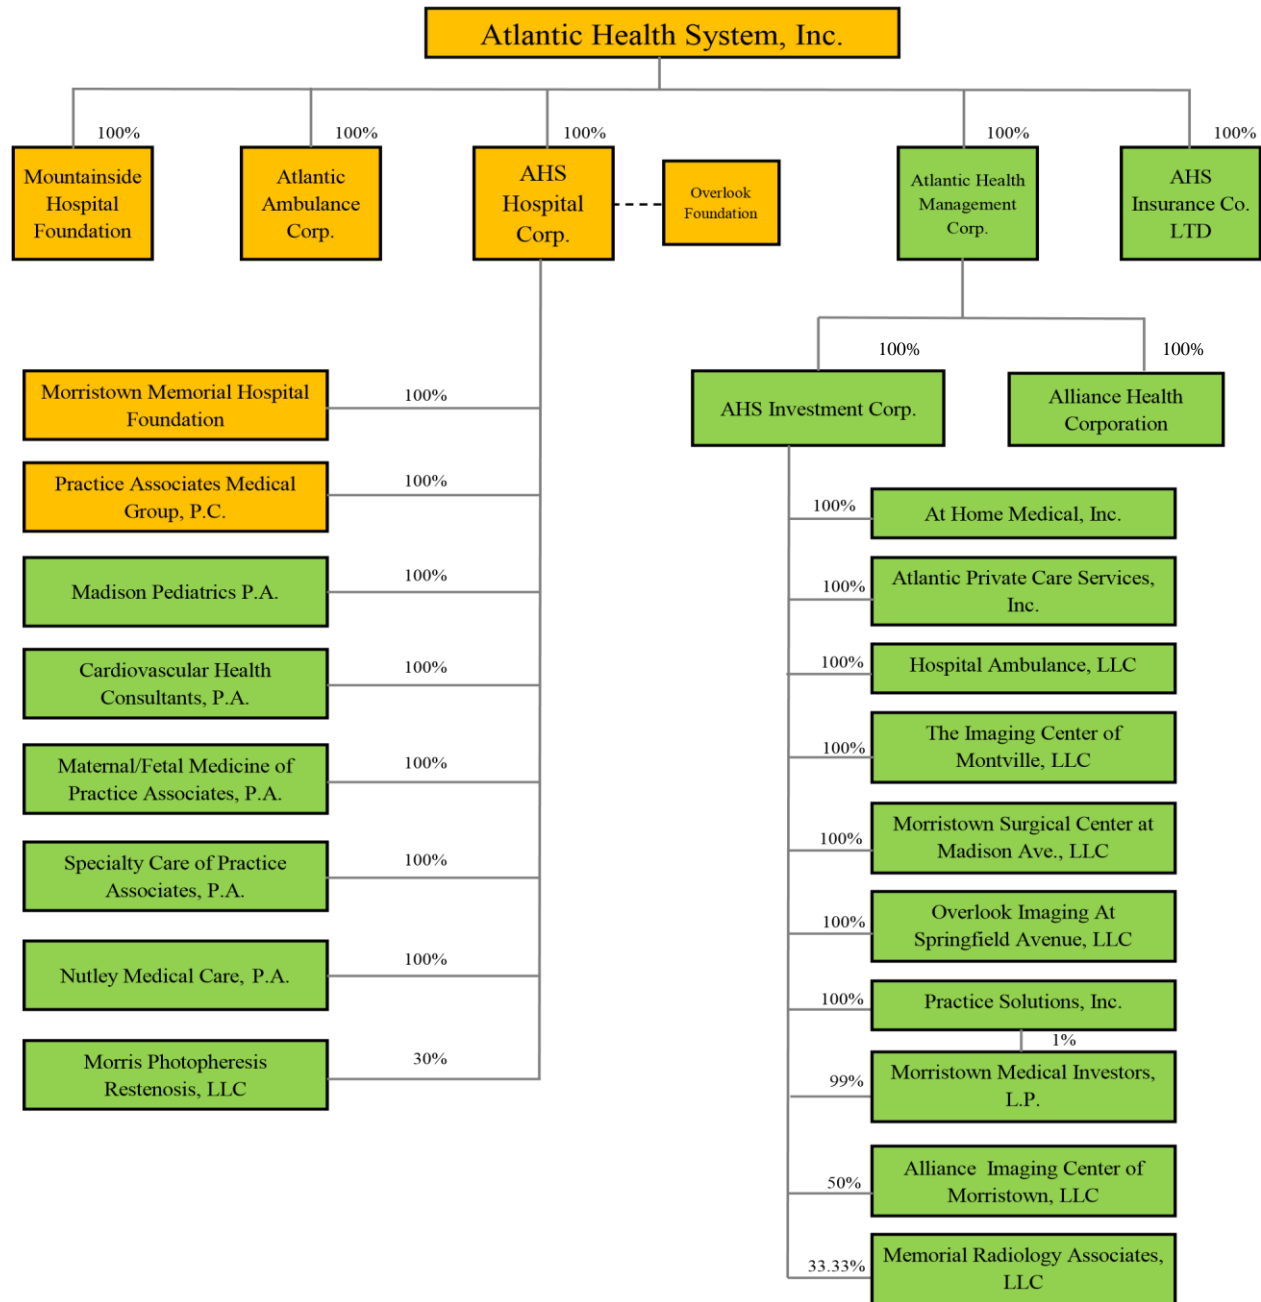 Atlantic Health System, Inc.
100%
100%
100%
100%
100%
Mountainside
Hospital
Foundation
Atlantic
Ambulance
Corp.
AHS
Hospital
Corp.
Overlook
Foundation
Atlantic Health
Management
Corp.
AHS
Insurance Co.
LTD
100%
100%
Morristown Memorial Hospital
Foundation
100%
Practice Associates Medical
Group, P.C.
100%
Madison Pediatrics P.A.
100%
Cardiovascular Health
Consultants, P.A.
100%
Maternal/Fetal Medicine of
Practice Associates, P.A.
100%
Specialty Care of Practice
Associates, P.A.
100%
Nutley Medical Care, P.A.
100%
Morris Photopheresis
Restenosis, LLC
30%
AHS Investment Corp.
Alliance Health
Corporation
100%
At Home Medical, Inc.
100%
Atlantic Private Care Services,
Inc.
100%
Hospital Ambulance, LLC
100%
The Imaging Center of
Montville, LLC
100%
Morristown Surgical Center at
Madison Ave., LLC
100%
Overlook Imaging At
Springfield Avenue, LLC
100%
Practice Solutions, Inc.
1%
99%
Morristown Medical Investors,
L.P.
50%
Alliance Imaging Center of
Morristown, LLC
33.33%
Memorial Radiology Associates,
LLC